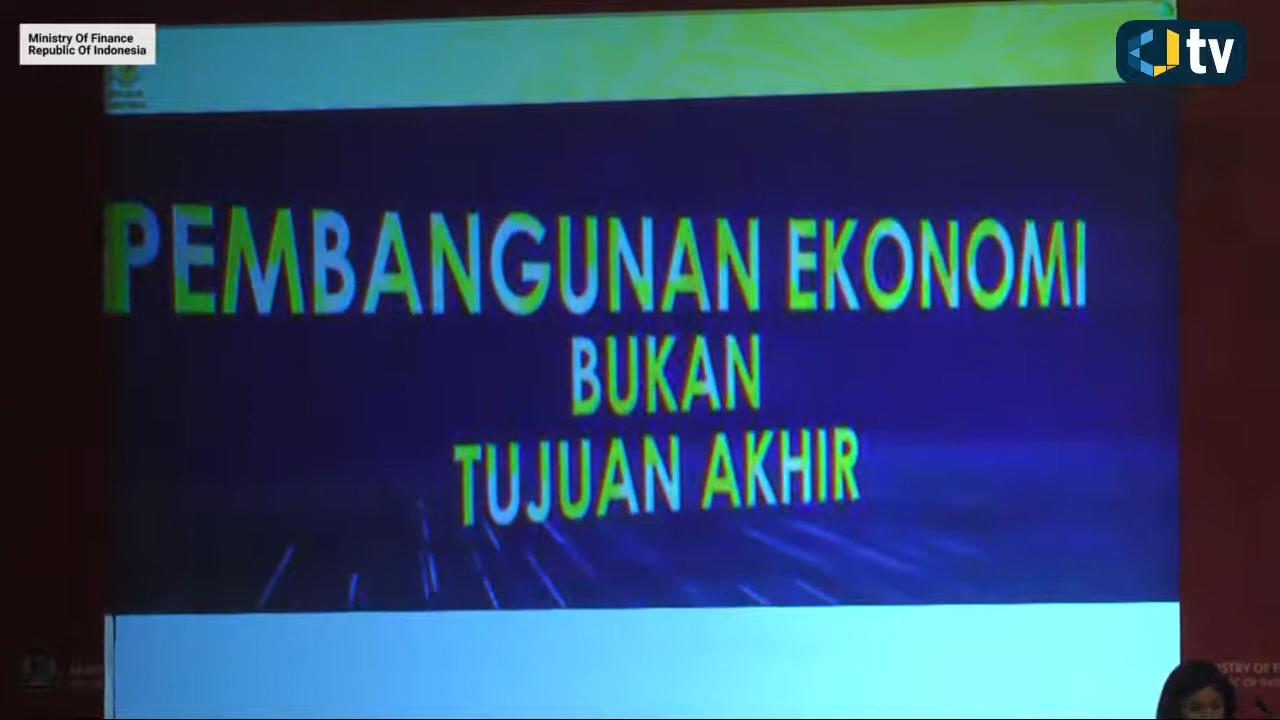 Ministry Of Finance
Republic Of Indonesia
tv
PEMBANGUNAN EKONOMI
BUKAN
TUJUAN AKHIR